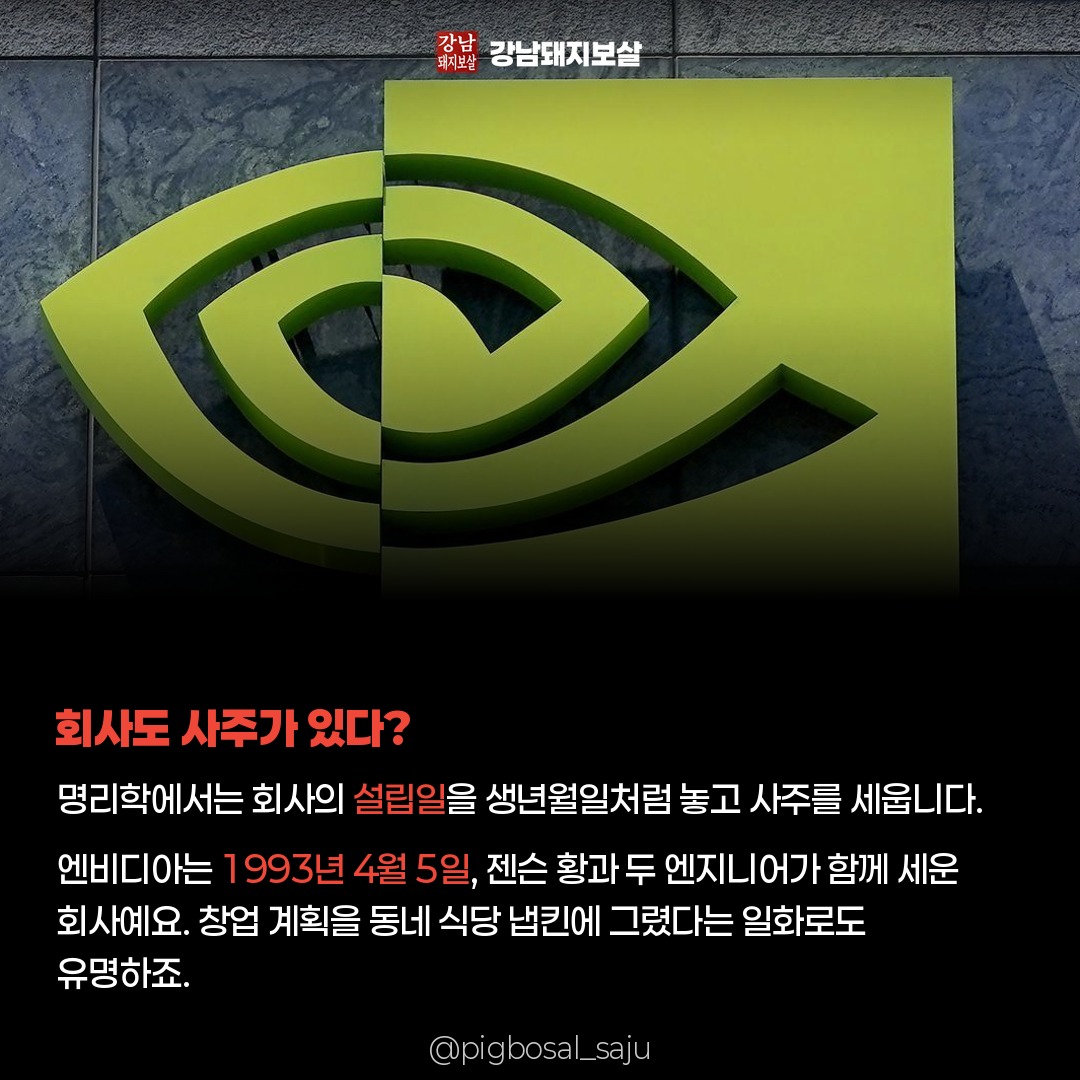 강남
돼지보살
강남돼지보살
회사도 사주가 있다?
명리학에서는 회사의 설립일을 생년월일처럼 놓고 사주를 세웁니다.
엔비디아는 1993년 4월 5일, 젠슨 황과 두 엔지니어가 함께 세운
회사예요. 창업 계획을 동네 식당 냅킨에 그렸다는 일화로도
유명하죠.
@pigbosal_saju